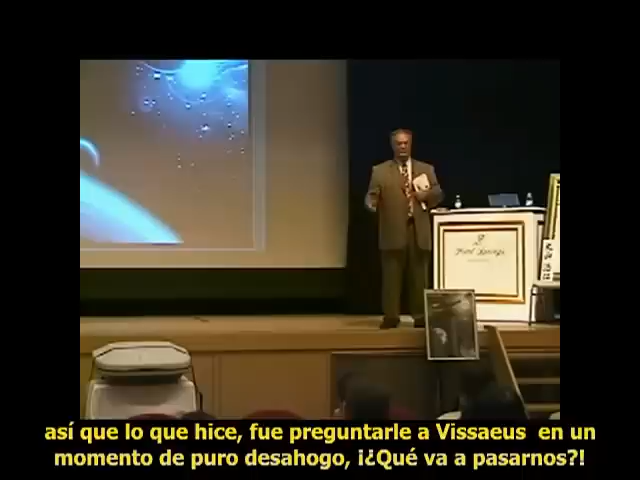 así que lo que hice, fue preguntarle a Vissaeus en un
momento de puro desahogo, ¡¿Qué va a pasarnos?!